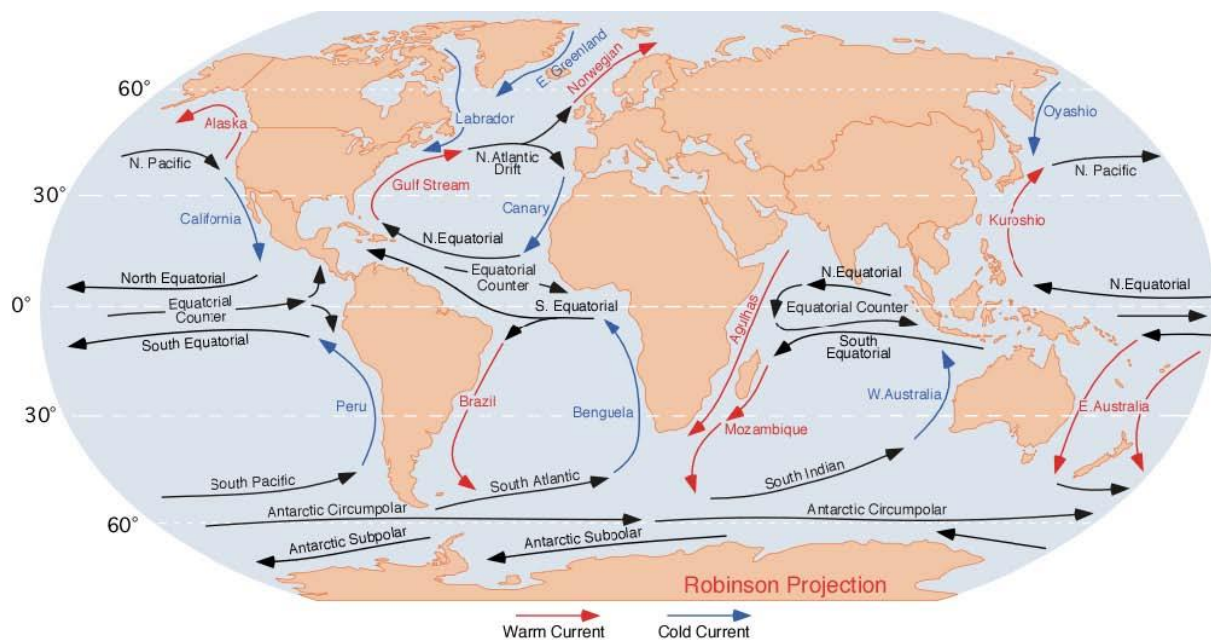 60°
30°
0°
30°
60°
E. Greenland
Norwegian
Alaska
Labrador
Oyashio
N. Pacific
N.Atlantic
Drift
N. Pacific
Gulf Stream
California
Canary
Kuroshio
N.Equatorial
North Equatorial
Equatorial
Counter
N.Equatorial
N.Equatorial
Equatorial
Counter
S. Equatorial
Agulhas
Equatorial Counter
South Equatorial
South
Equatorial
Peru
Brazil
Benguela
Mozambique
W.Australia
E.Australia
South Pacific
South Atlantic
South Indian
Antarctic Circumpolar
Antarctic Circumpolar
Antarctic Subpolar
Antarctic Subpolar
Robinson Projection
Warm Current
Cold Current